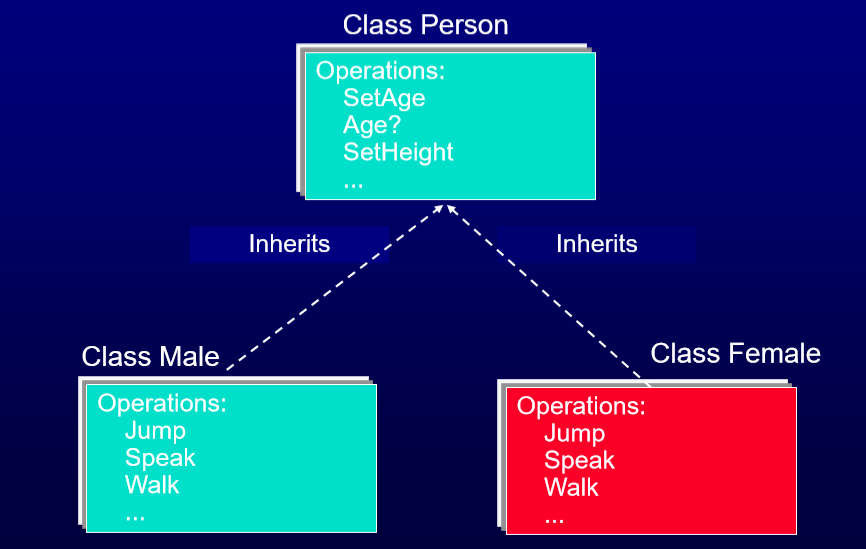 Class Person
Operations:
SetAge
Age?
SetHeight
...
Inherits
Inherits
Class Male
Operations:
Jump
Speak
Walk
...
Class Female
Operations:
Jump
Speak
Walk
...